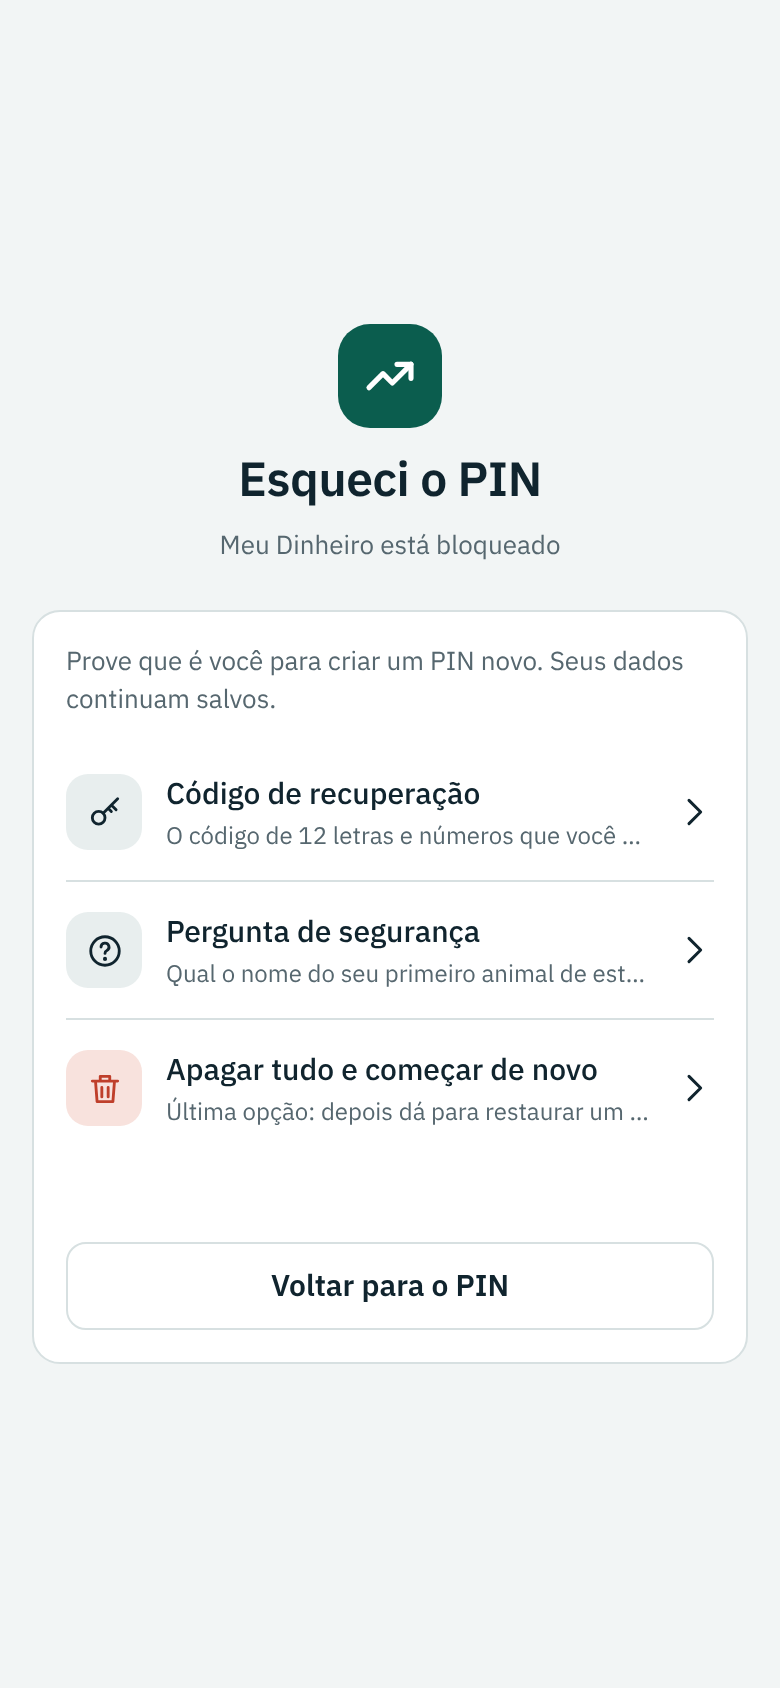 Esqueci o PIN
Meu Dinheiro está bloqueado
Prove que é você para criar um PIN novo. Seus dados
continuam salvos.
Código de recuperação
O código de 12 letras e números que você ...
Pergunta de segurança
Qual o nome do seu primeiro animal de est...
Apagar tudo e começar de novo
Última opção: depois dá para restaurar um ...
Voltar para o PIN